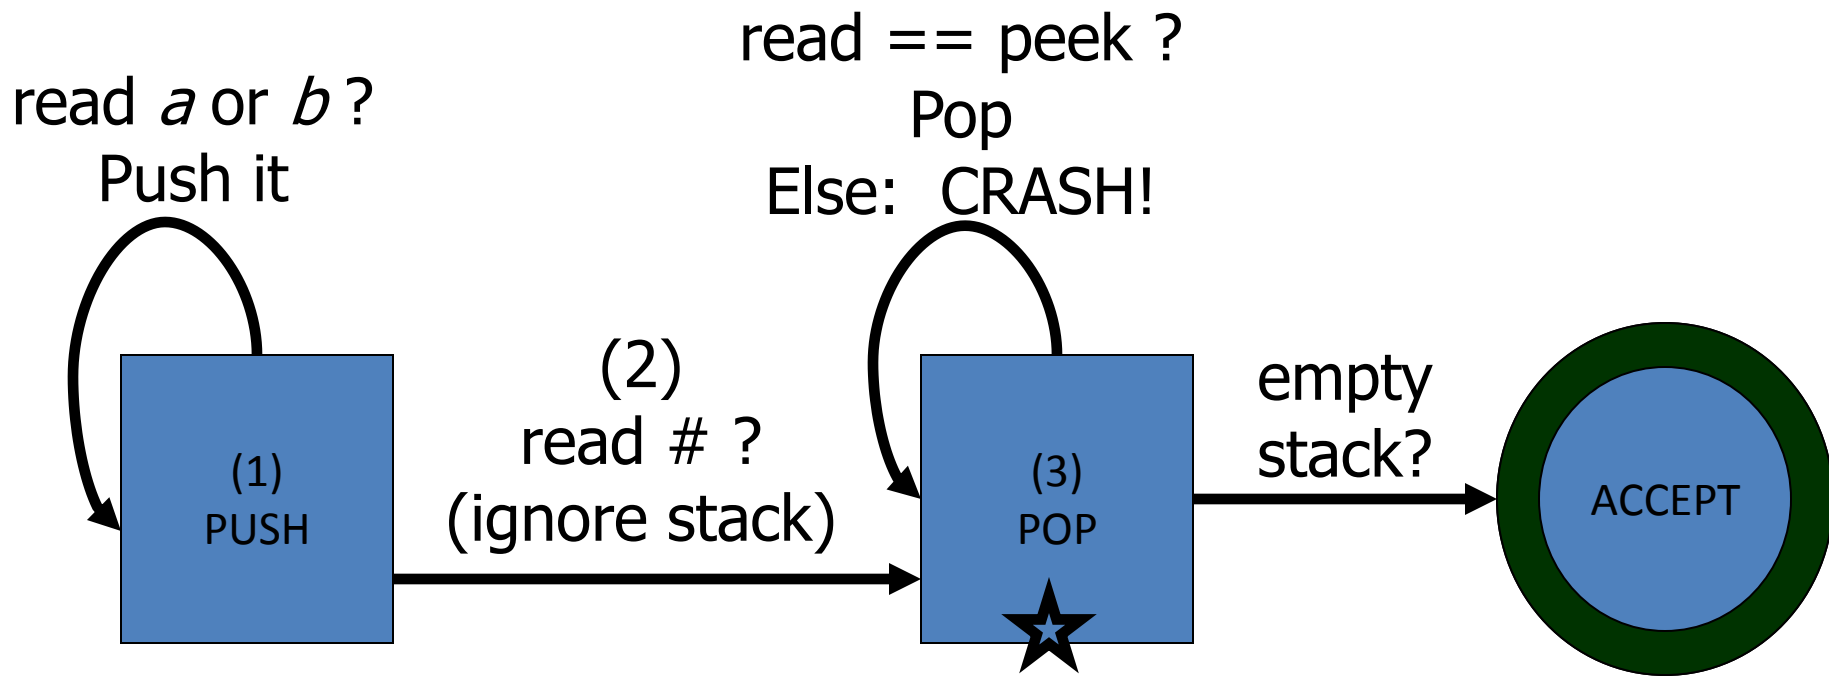 read a or b ?
Push it
read == peek ?
Pop
Else: CRASH!
(1)
PUSH
(2)
read # ?
(ignore stack)
(3)
POP
empty
stack?
ACCEPT